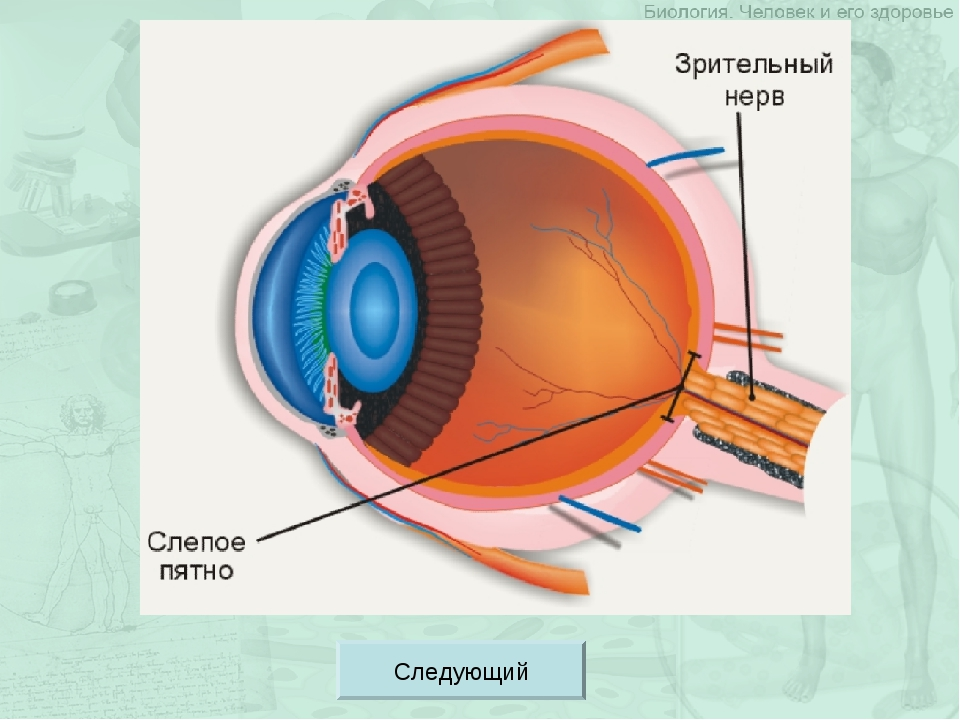 Биология. Человек и его здоровье
Зрительный
нерв
Слепое
пятно
Следующий